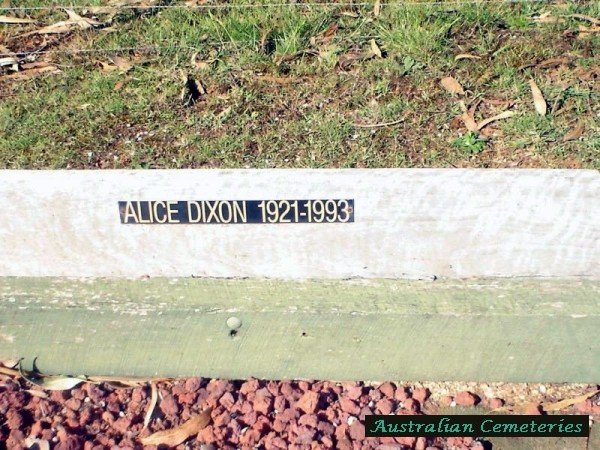 ALICE DIXON 1921-1993
Australian Cemeteries